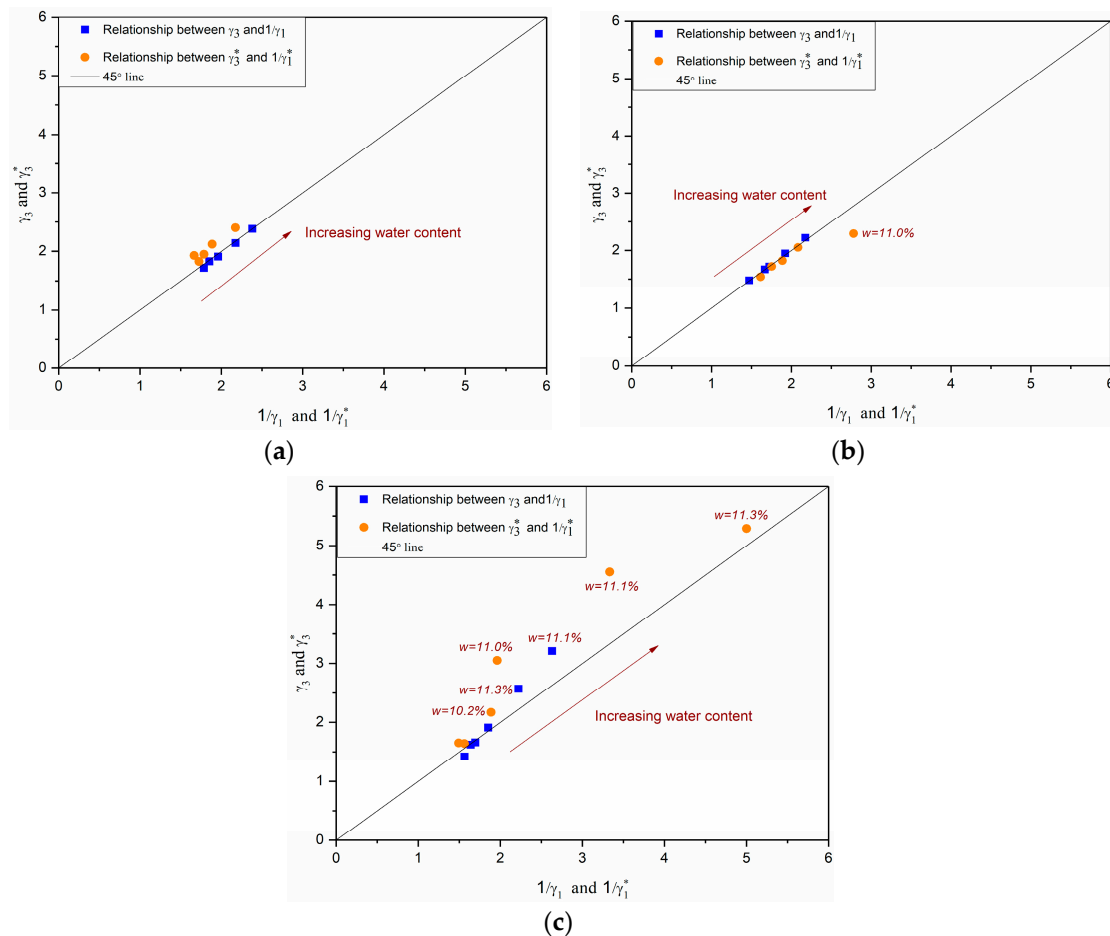 Relationship between γ₃ and1/γ₁
Relationship between γ₃* and 1/γ₁*
45° line
Increasing water content
γ₃ and γ₃*
6
5
4
3
2
1
0
0 1 2 3 4 5 6
1/γ₁ and 1/γ₁*
(a)
Relationship between γ₃ and1/γ₁
Relationship between γ₃* and 1/γ₁*
45° line
Increasing water content
w=11.0%
γ₃ and γ₃*
6
5
4
3
2
1
0
0 1 2 3 4 5 6
1/γ₁ and 1/γ₁*
(b)
Relationship between γ₃ and1/γ₁
Relationship between γ₃* and 1/γ₁*
45° line
w=11.3%
w=11.1%
w=11.1%
w=11.0%
w=11.3%
w=10.2%
Increasing water content
γ₃ and γ₃*
6
5
4
3
2
1
0
0 1 2 3 4 5 6
1/γ₁ and 1/γ₁*
(c)